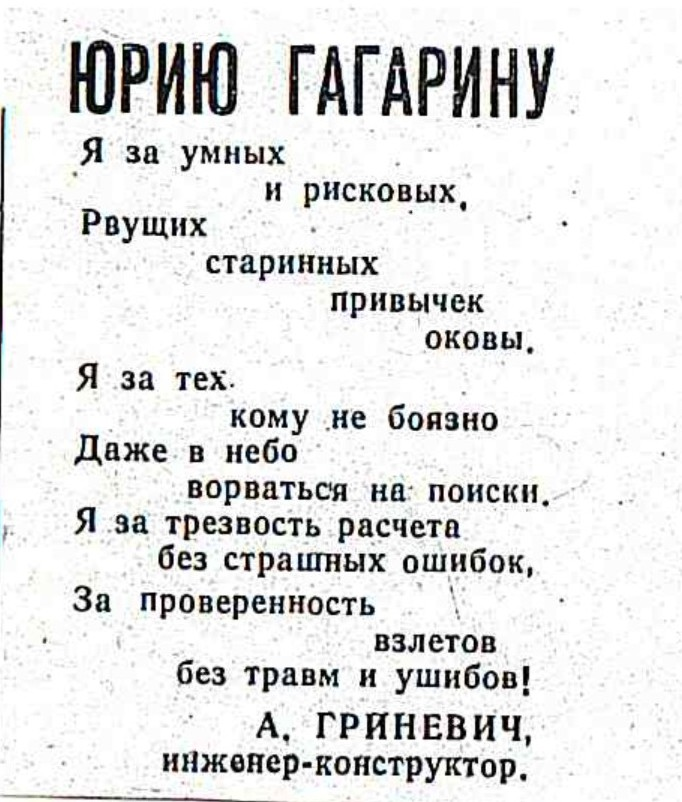 ЮРИЮ ГАГАРИНУ
Я за умных
и рисковых,
Рвущих
старинных
привычек
оковы.
Я за тех
кому не боязно
Даже в небо
ворваться на поиски.
Я за трезвость расчета
без страшных ошибок,
За проверенность
взлетов
без травм и ушибов!
А. ГРИНЕВИЧ,
инженер-конструктор.